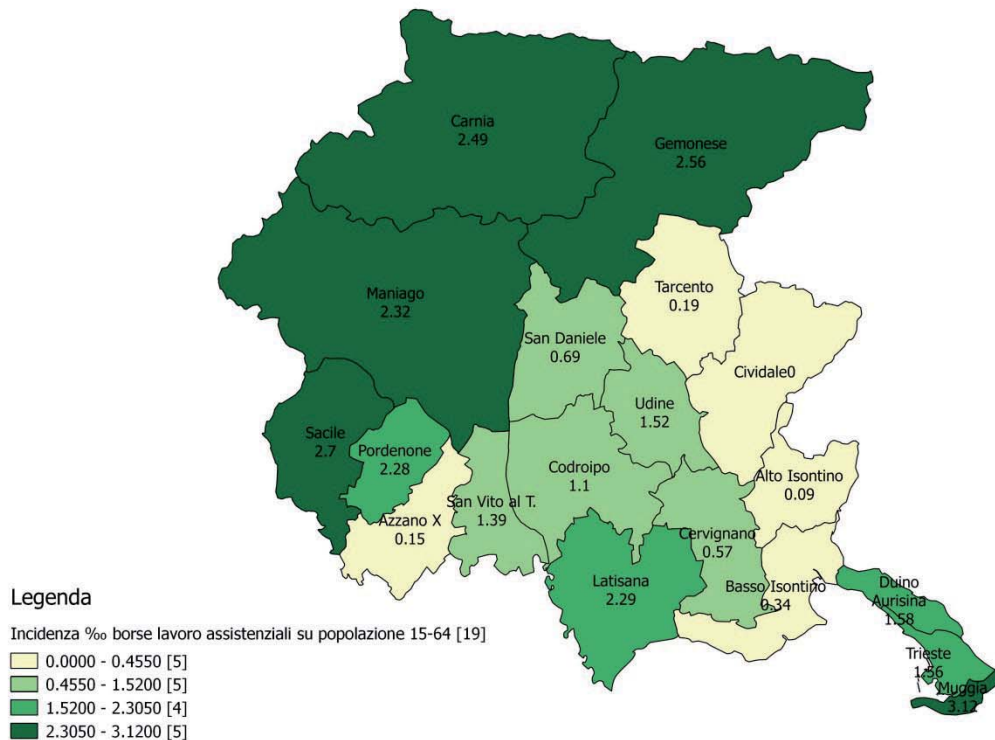 Carnia
2.49
Gemonese
2.56
Maniago
2.32
Tarcento
0.19
San Daniele
0.69
Cividale0
Udine
1.52
Sacile
2.7
Pordenone
2.28
Codroipo
1.1
Alto Isontino
0.09
San Vito al T.
1.39
Azzano X
0.15
Cervignano
0.57
Latisana
2.29
Basso Isontino
0.34
Duino
Aurisina
1.58
Trieste
1.56
Muggia
3.12
Legenda
Incidenza ‰ borse lavoro assistenziali su popolazione 15-64 [19]
0.0000 - 0.4550 [5]
0.4550 - 1.5200 [5]
1.5200 - 2.3050 [4]
2.3050 - 3.1200 [5]